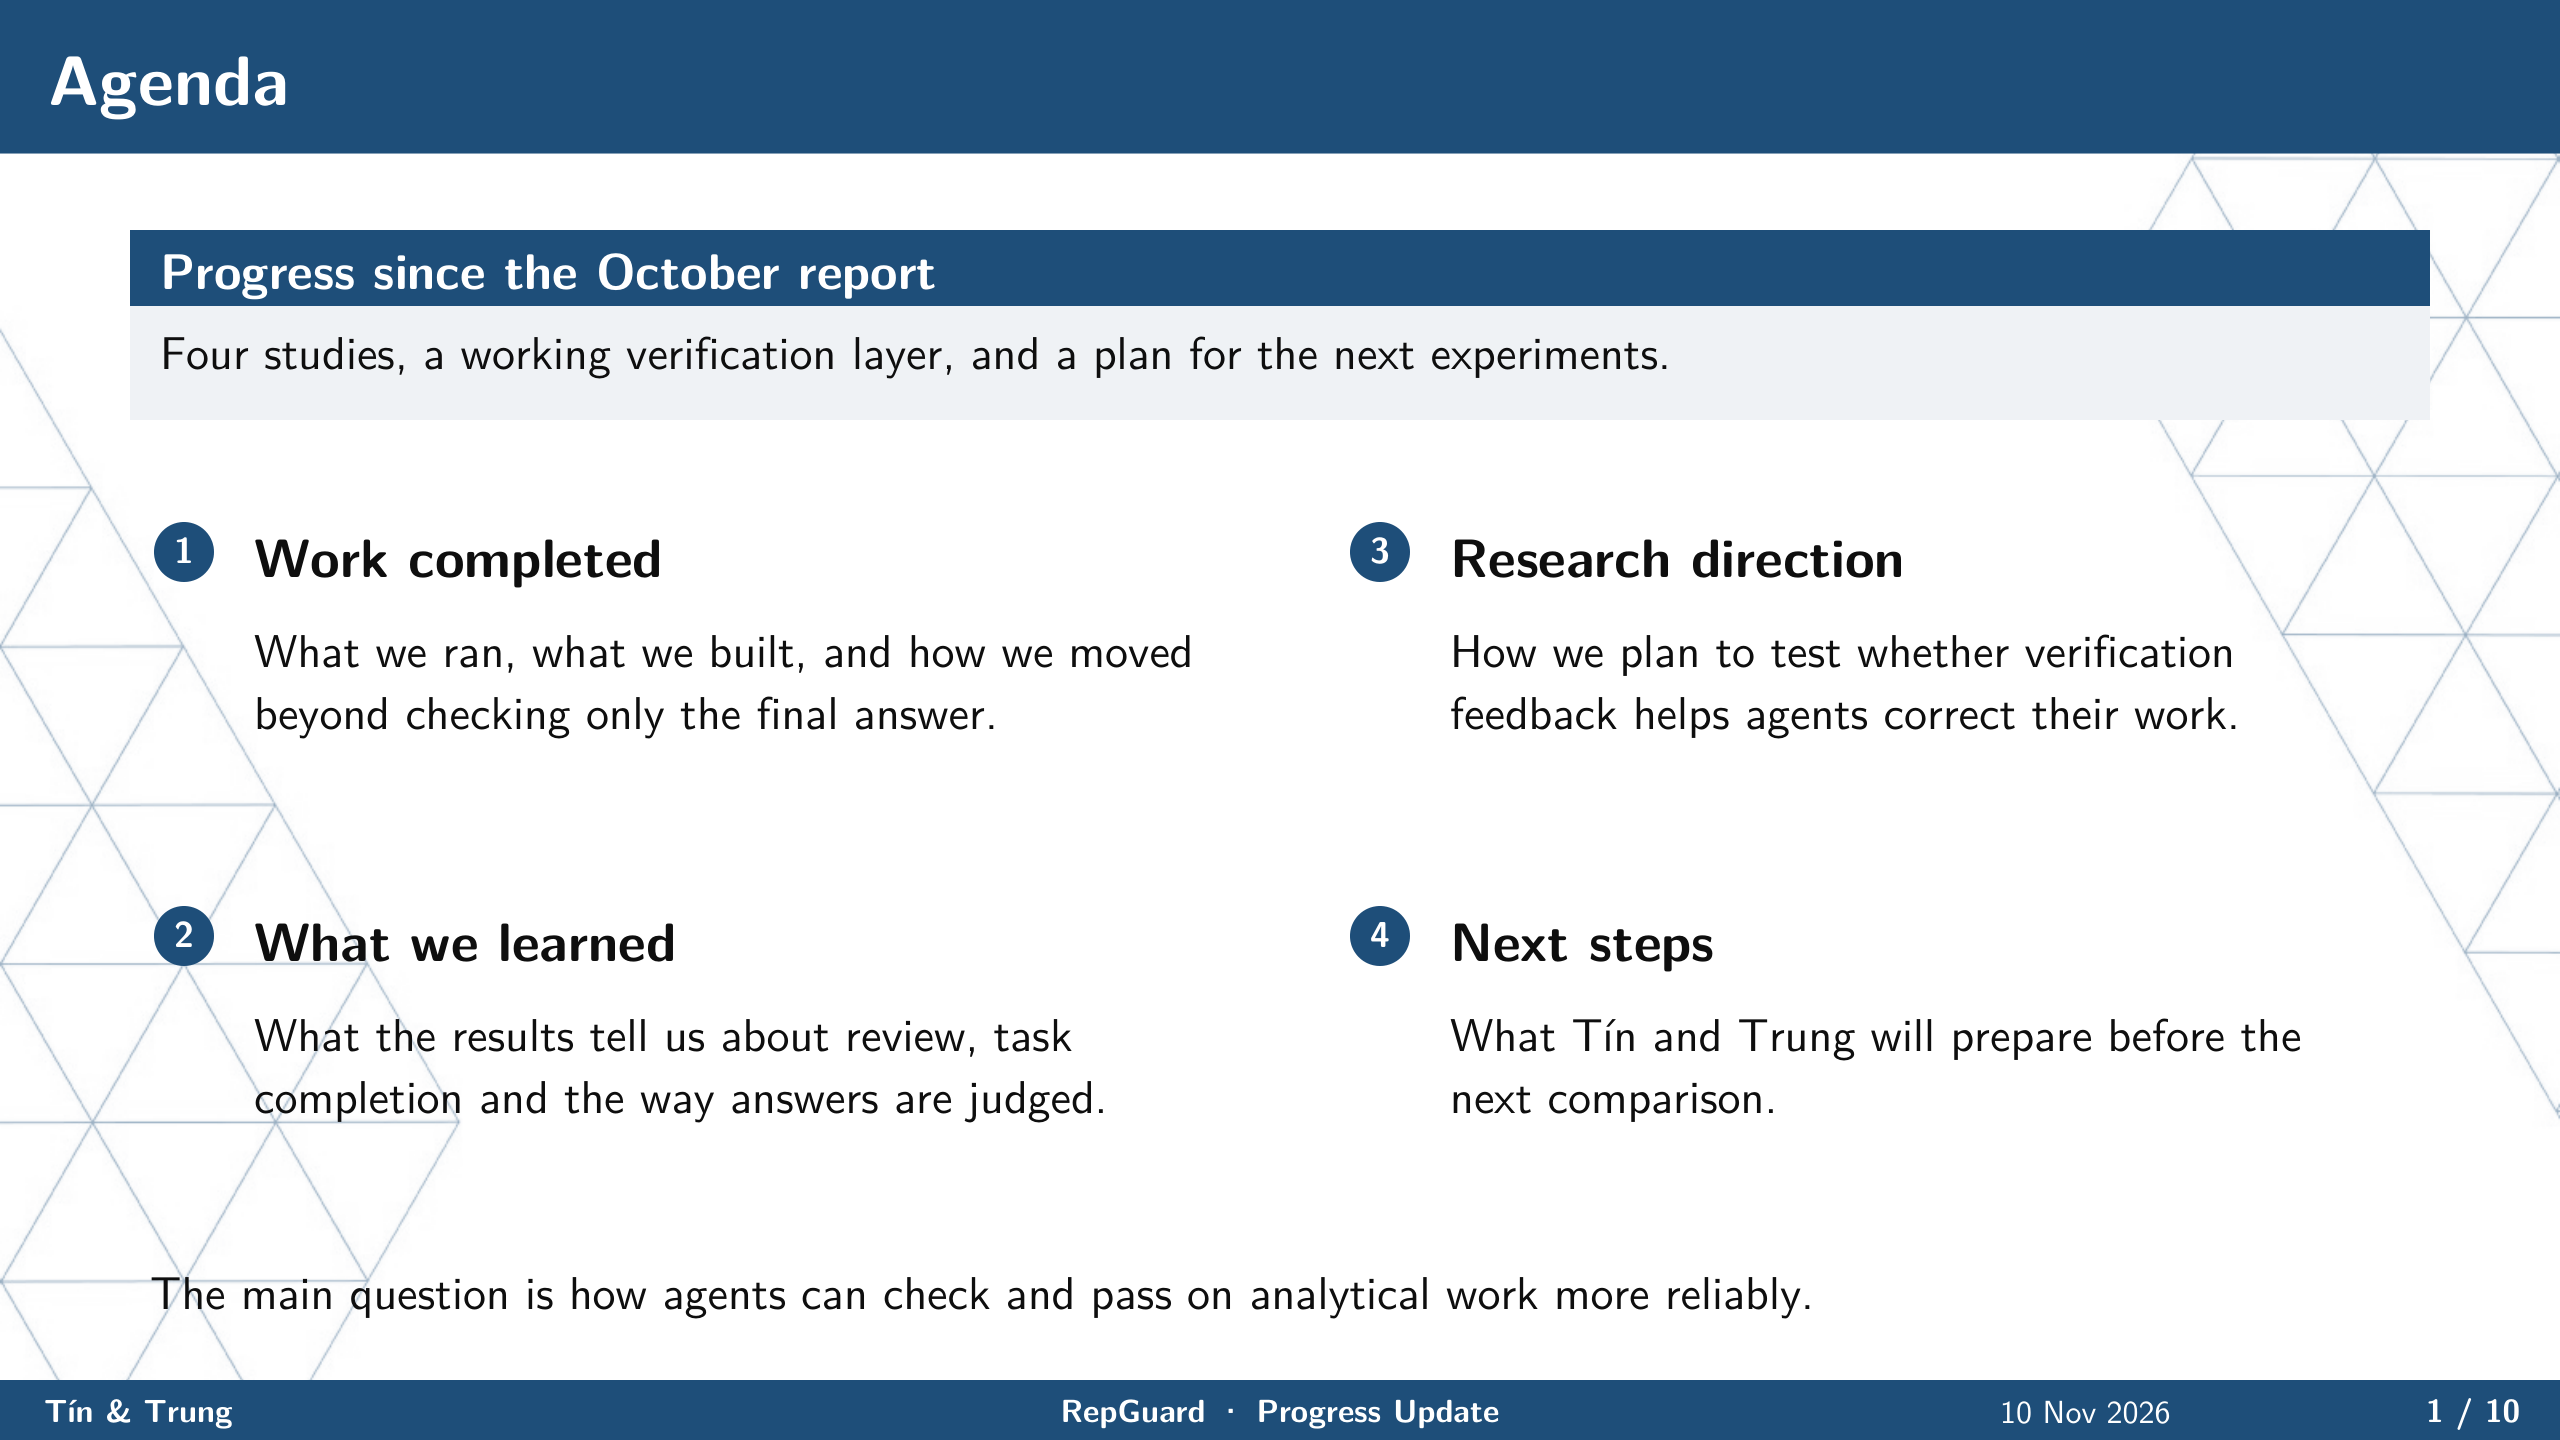 Agenda
Progress since the October report
Four studies, a working verification layer, and a plan for the next experiments.
1 Work completed
What we ran, what we built, and how we moved
beyond checking only the final answer.
2 What we learned
What the results tell us about review, task
completion and the way answers are judged.
3 Research direction
How we plan to test whether verification
feedback helps agents correct their work.
4 Next steps
What Tín and Trung will prepare before the
next comparison.
The main question is how agents can check and pass on analytical work more reliably.
Tín & Trung
RepGuard · Progress Update
10 Nov 2026
1 / 10